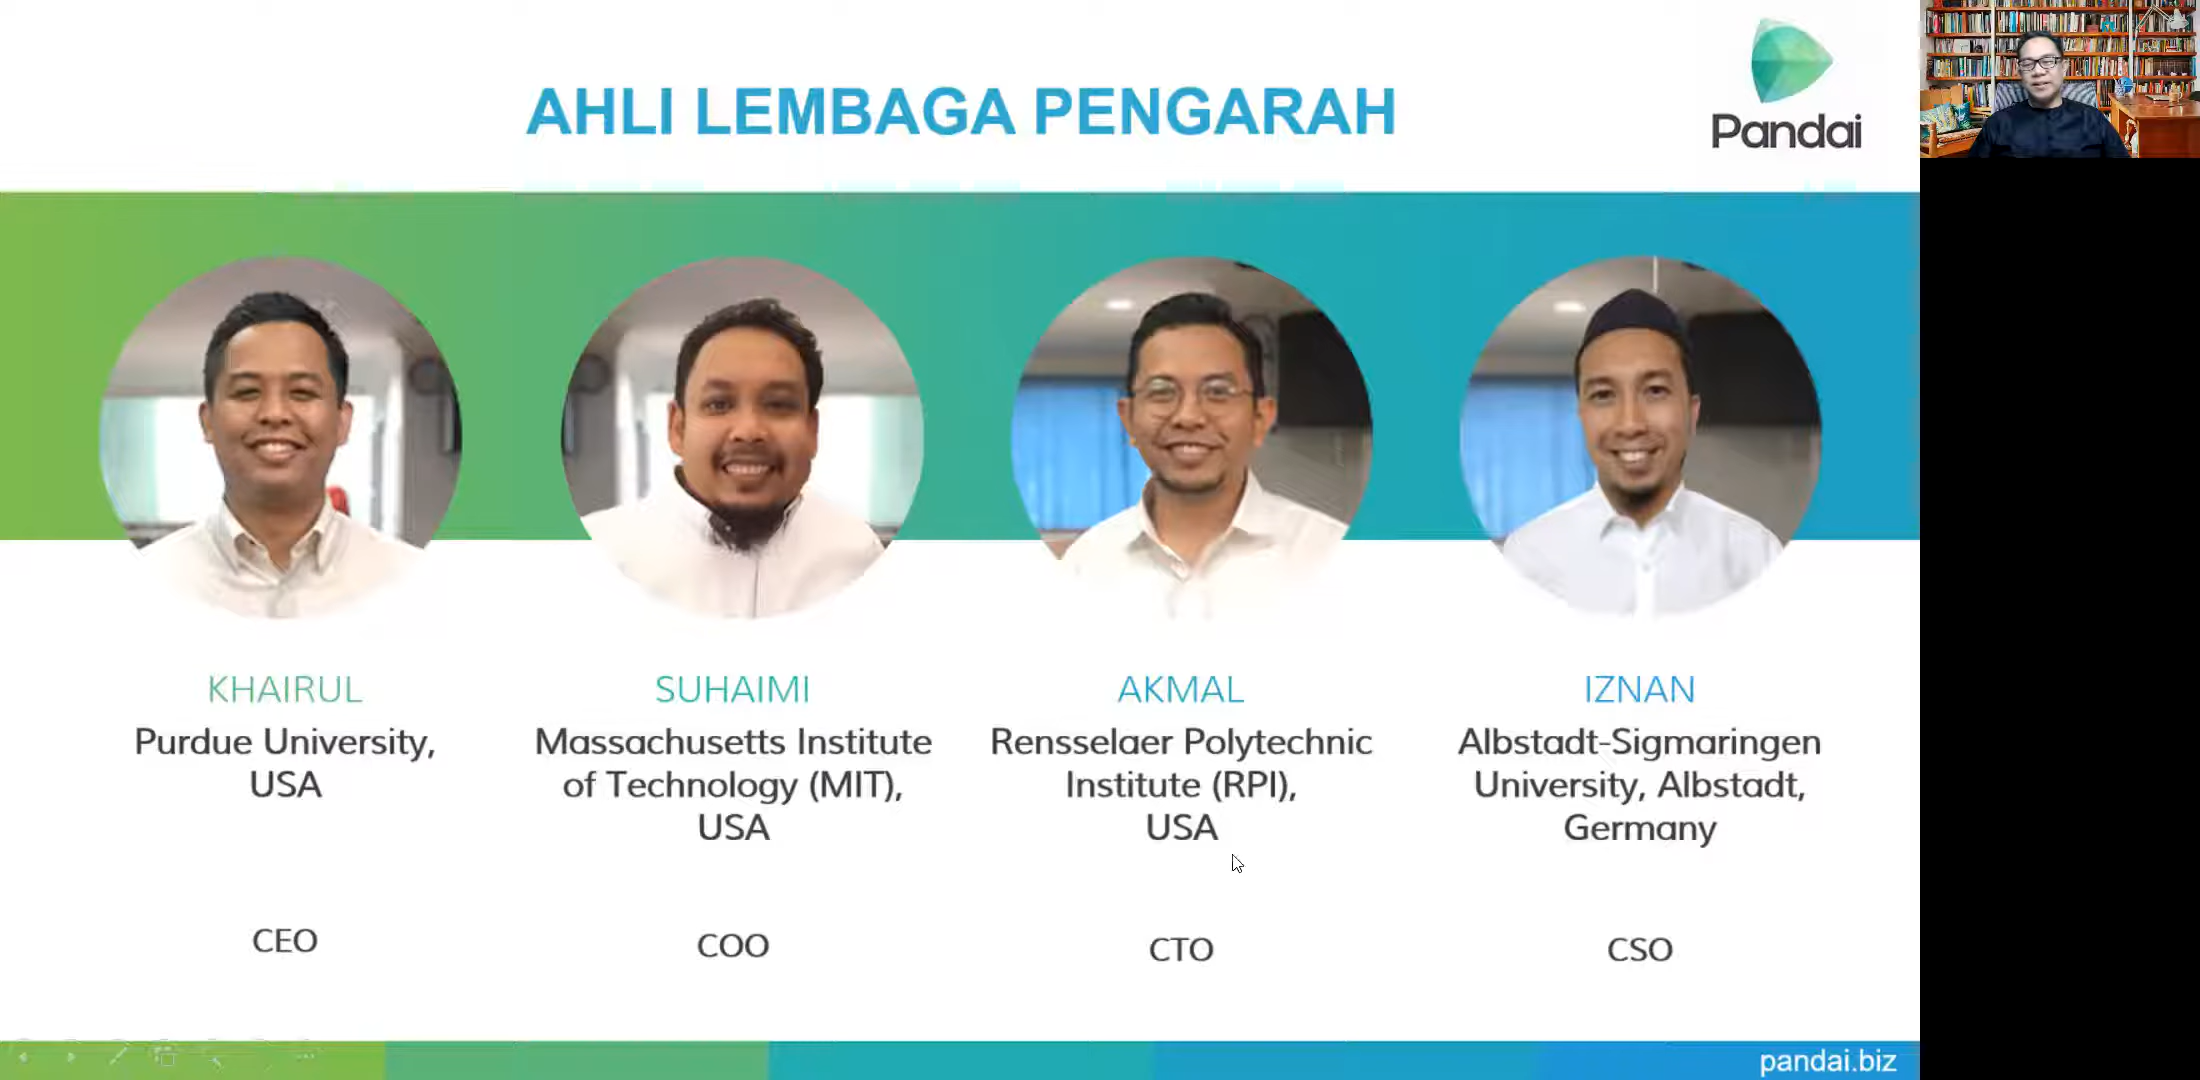 AHLI LEMBAGA PENGARAH
Pandai
KHAIRUL
Purdue University,
USA
CEO
SUHAIMI
Massachusetts Institute
of Technology (MIT),
USA
COO
AKMAL
Rensselaer Polytechnic
Institute (RPI),
USA
CTO
IZNAN
Albstadt-Sigmaringen
University, Albstadt,
Germany
CSO
pandai.biz